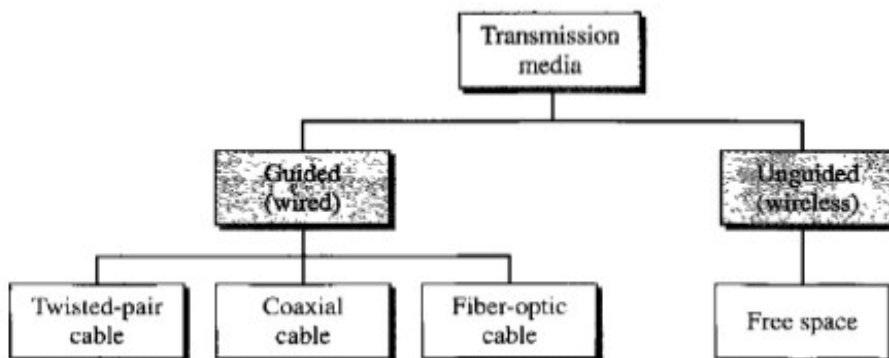 Transmission
media
Guided
(wired)
Unguided
(wireless)
Twisted-pair
cable
Coaxial
cable
Fiber-optic
cable
Free space